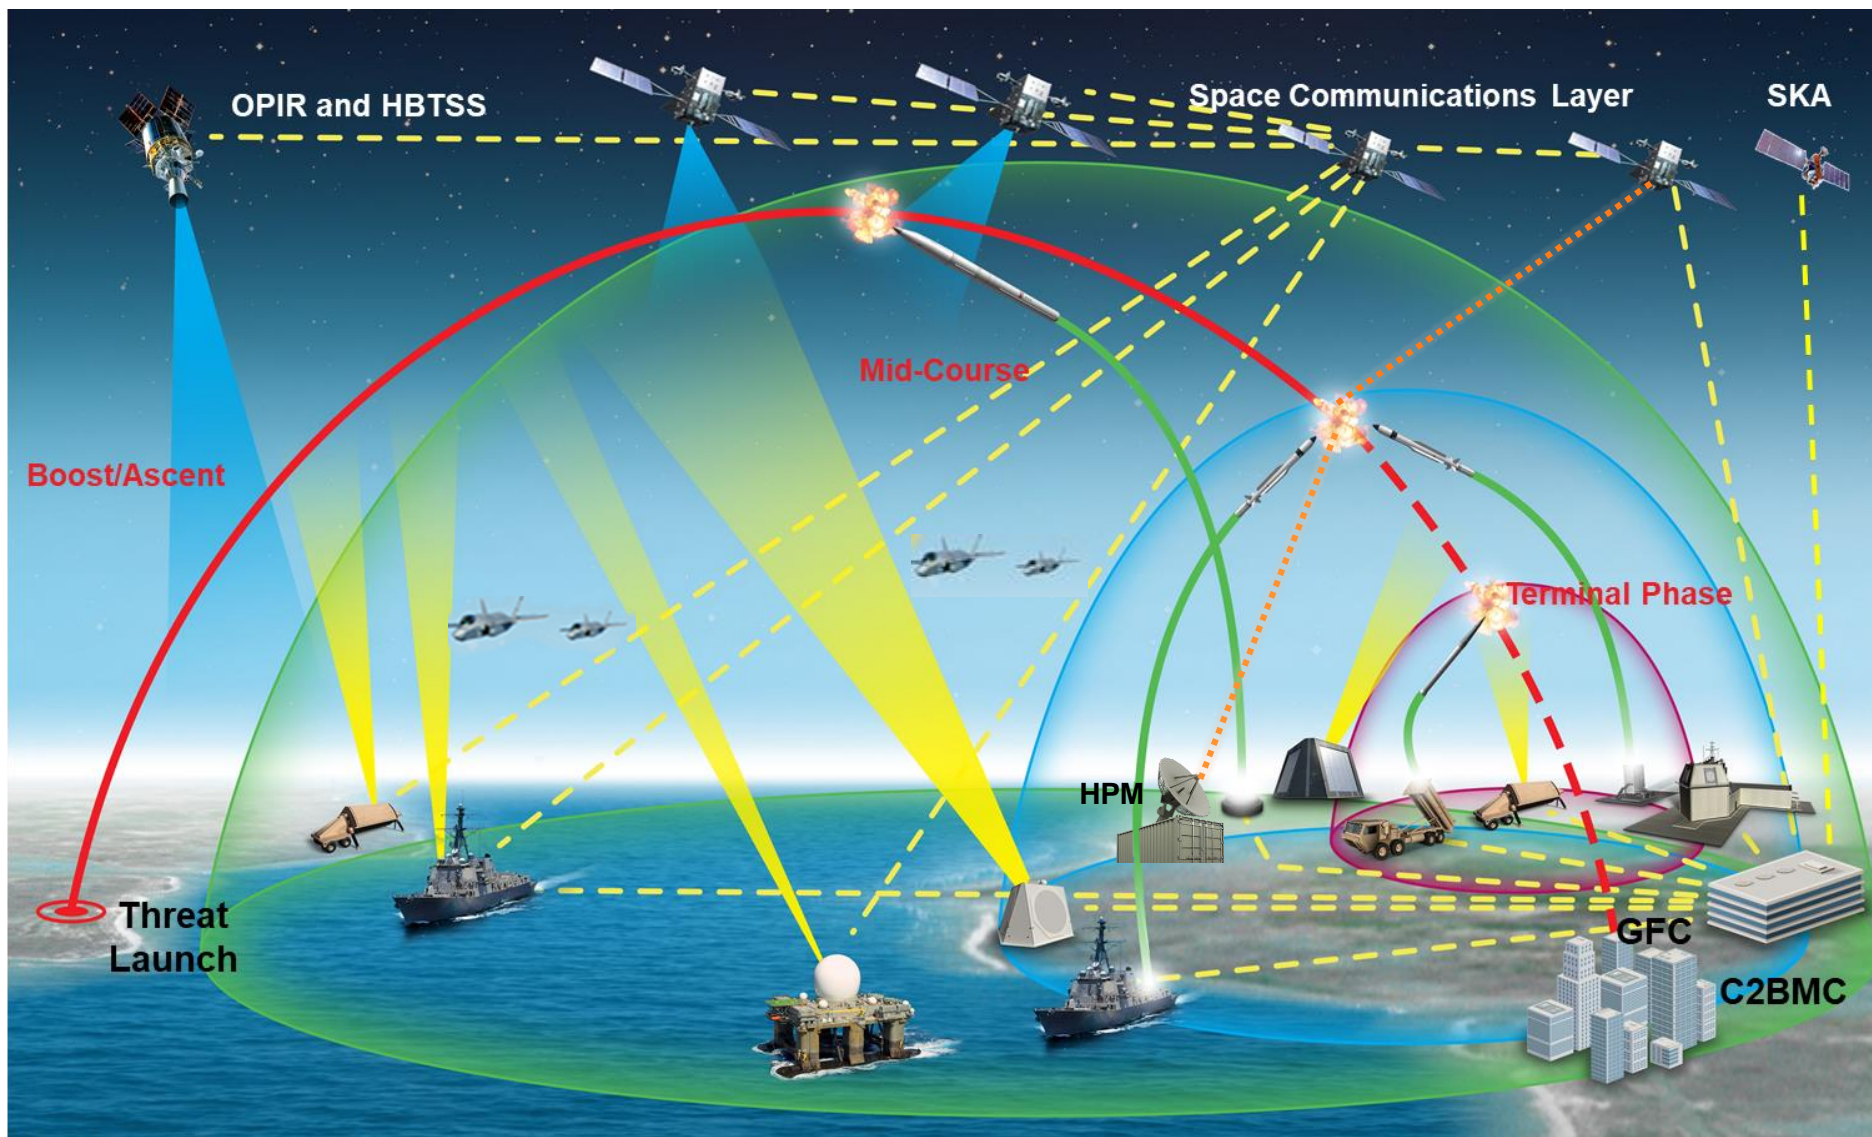 OPIR and HBTSS
Space Communications Layer
SKA
Mid-Course
Boost/Ascent
Terminal Phase
HPM
Threat
Launch
GFC
C2BMC